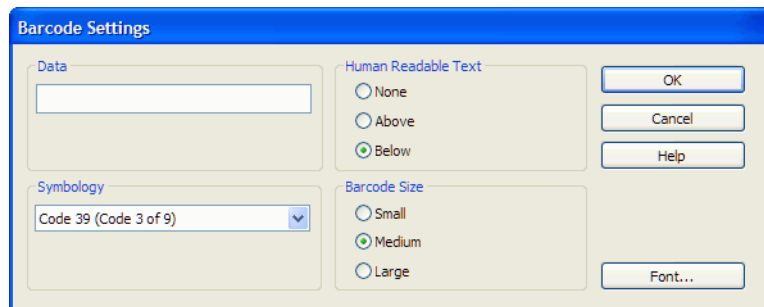 Barcode Settings
Data
Human Readable Text
None
Above
Below
OK
Cancel
Help
Symbology
Code 39 (Code 3 of 9)
Barcode Size
Small
Medium
Large
Font...